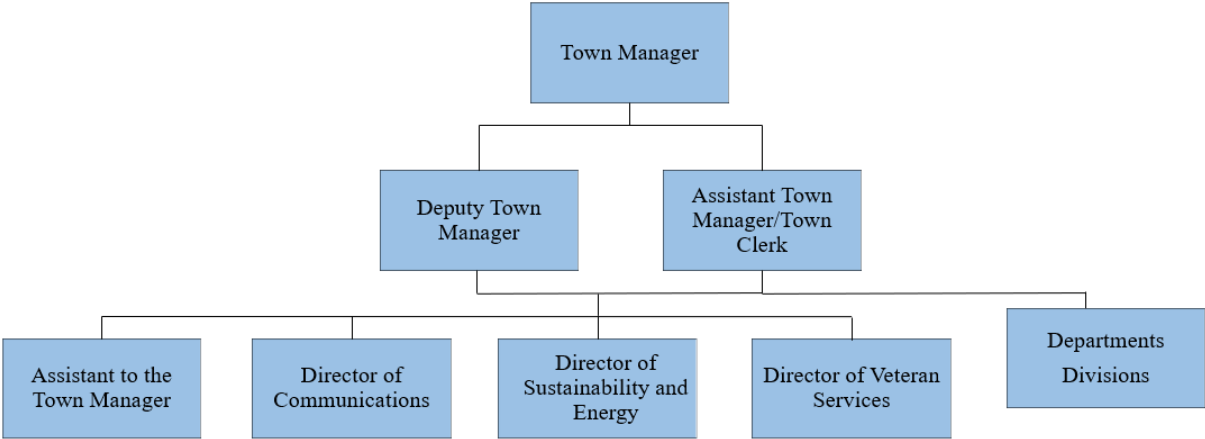 Town Manager
Deputy Town
Manager
Assistant Town
Manager/Town
Clerk
Assistant to the
Town Manager
Director of
Communications
Director of
Sustainability and
Energy
Director of Veteran
Services
Departments
Divisions